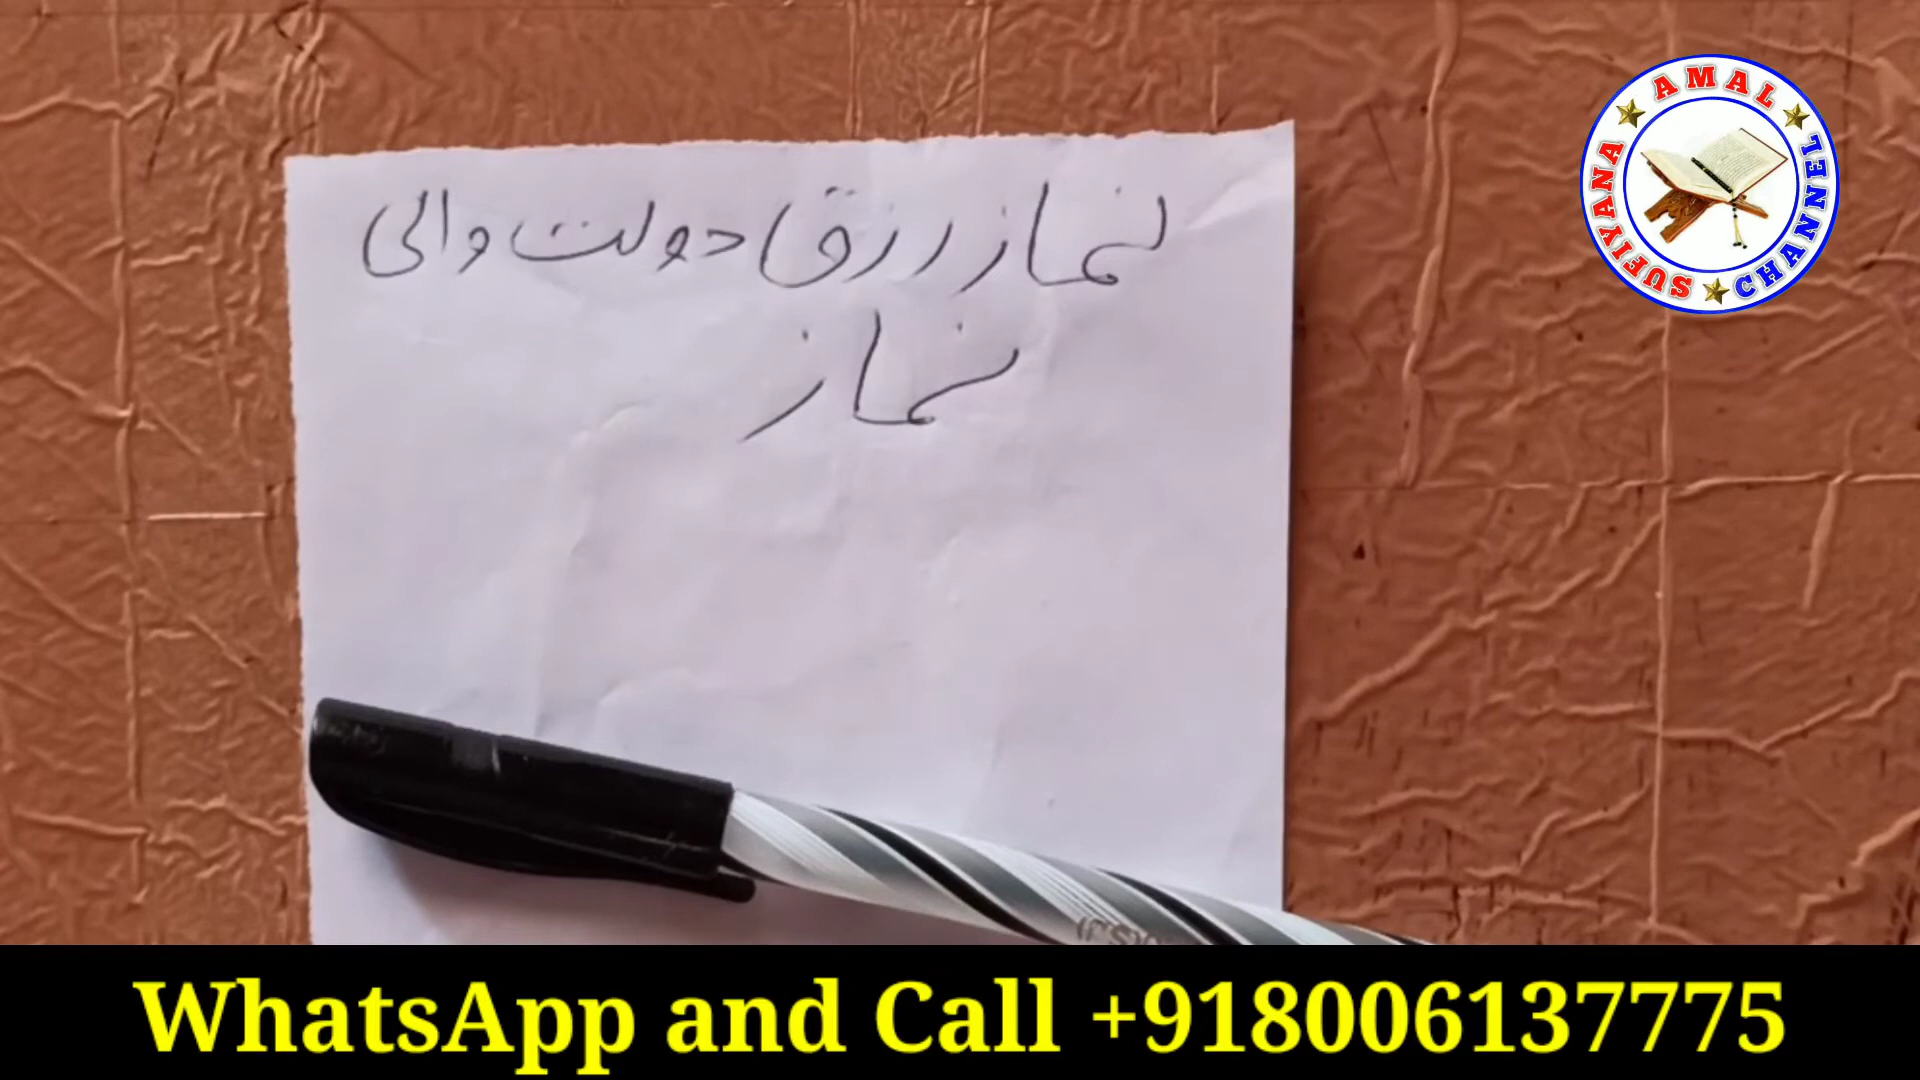 نماز رزق دولت والی
نماز
SUFIYANA AMAL CHANNEL
WhatsApp and Call +918006137775